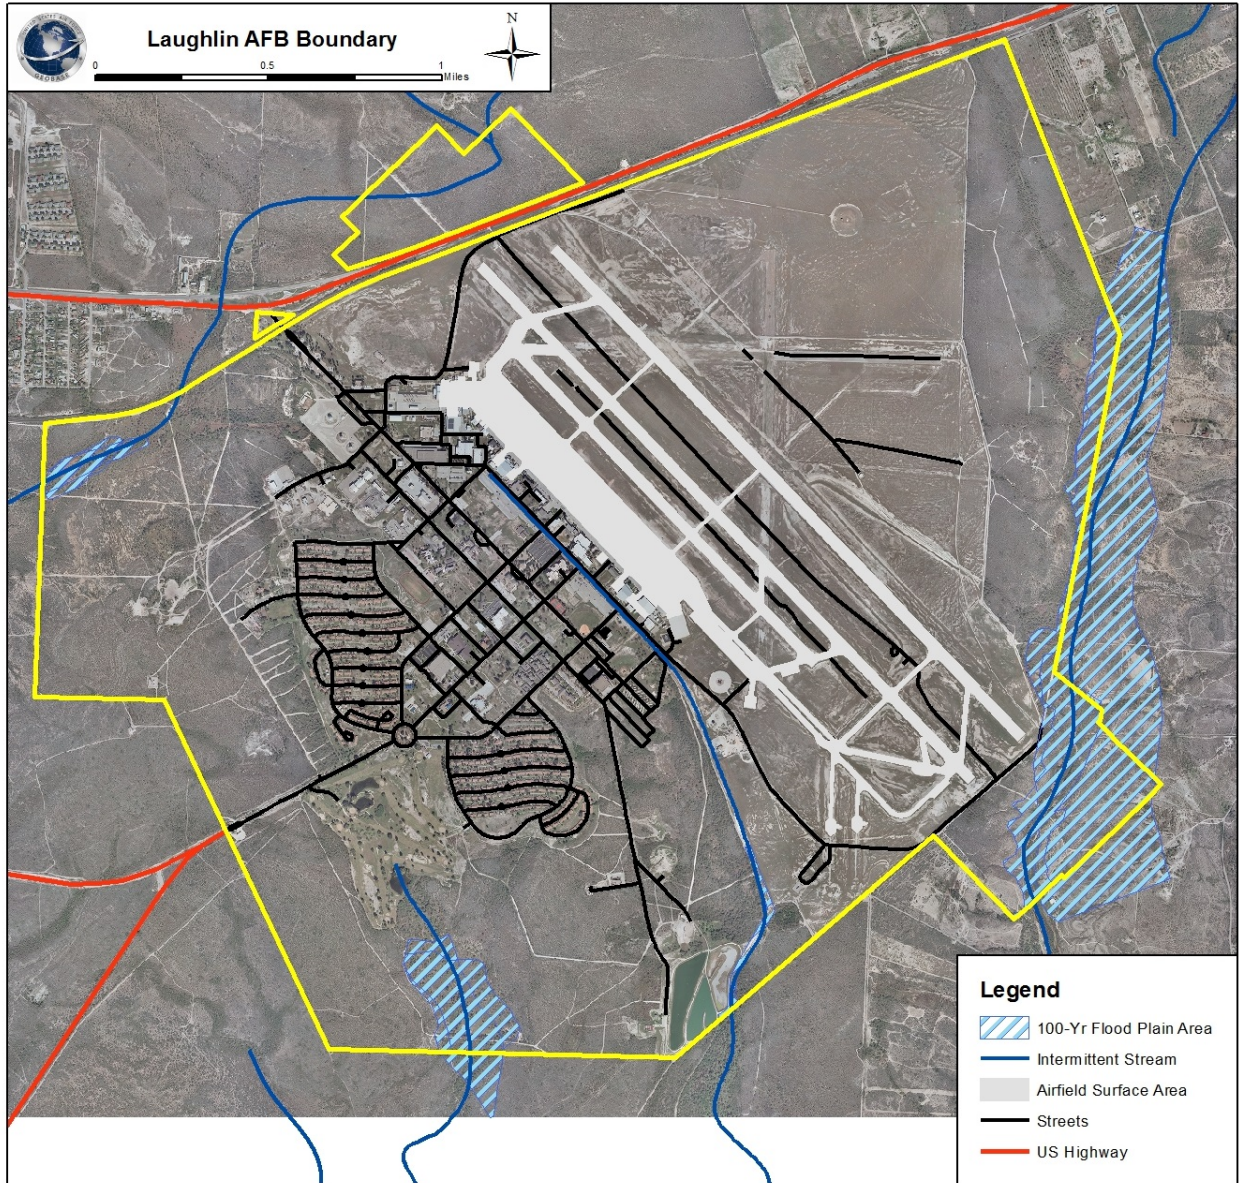 Laughlin AFB Boundary
N
0 0.5 1
Miles
GEOBASE
Legend
100-Yr Flood Plain Area
Intermittent Stream
Airfield Surface Area
Streets
US Highway